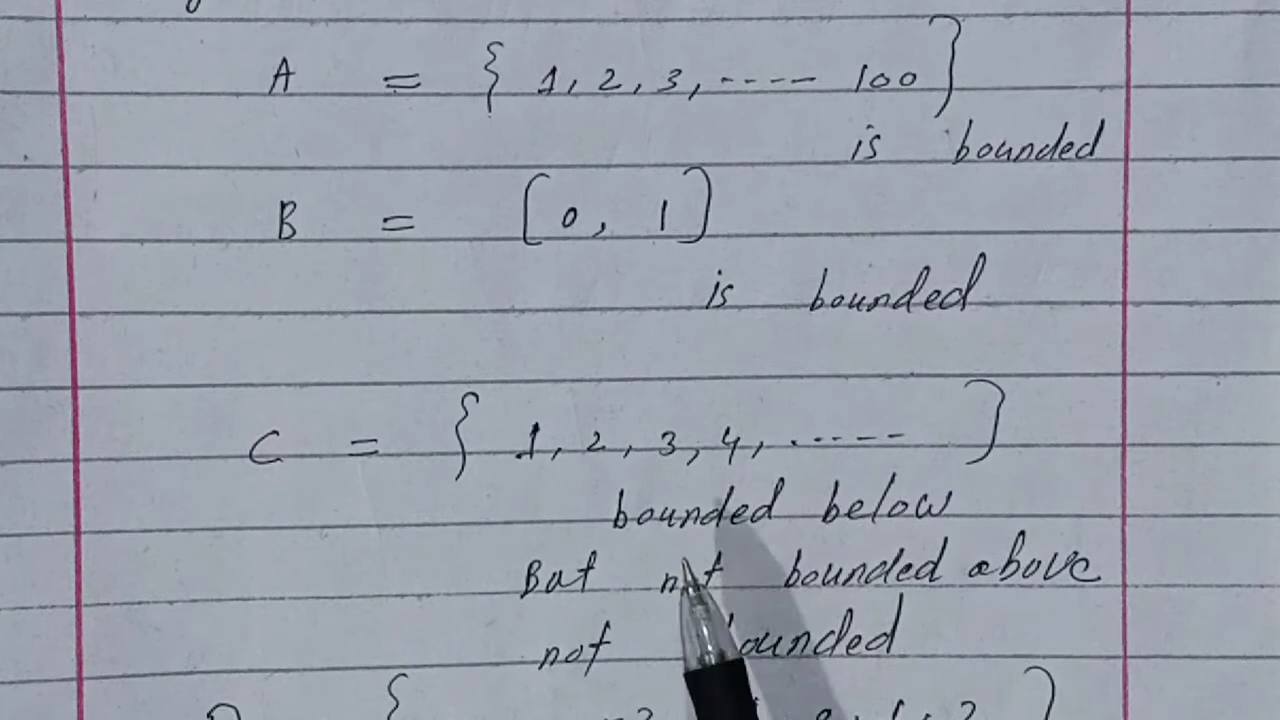 A = { 1, 2, 3, ---- 100 }
is bounded
B = [0, 1]
is bounded
C = { 1, 2, 3, 4, ..--- }
bounded below
But not bounded above
not bounded